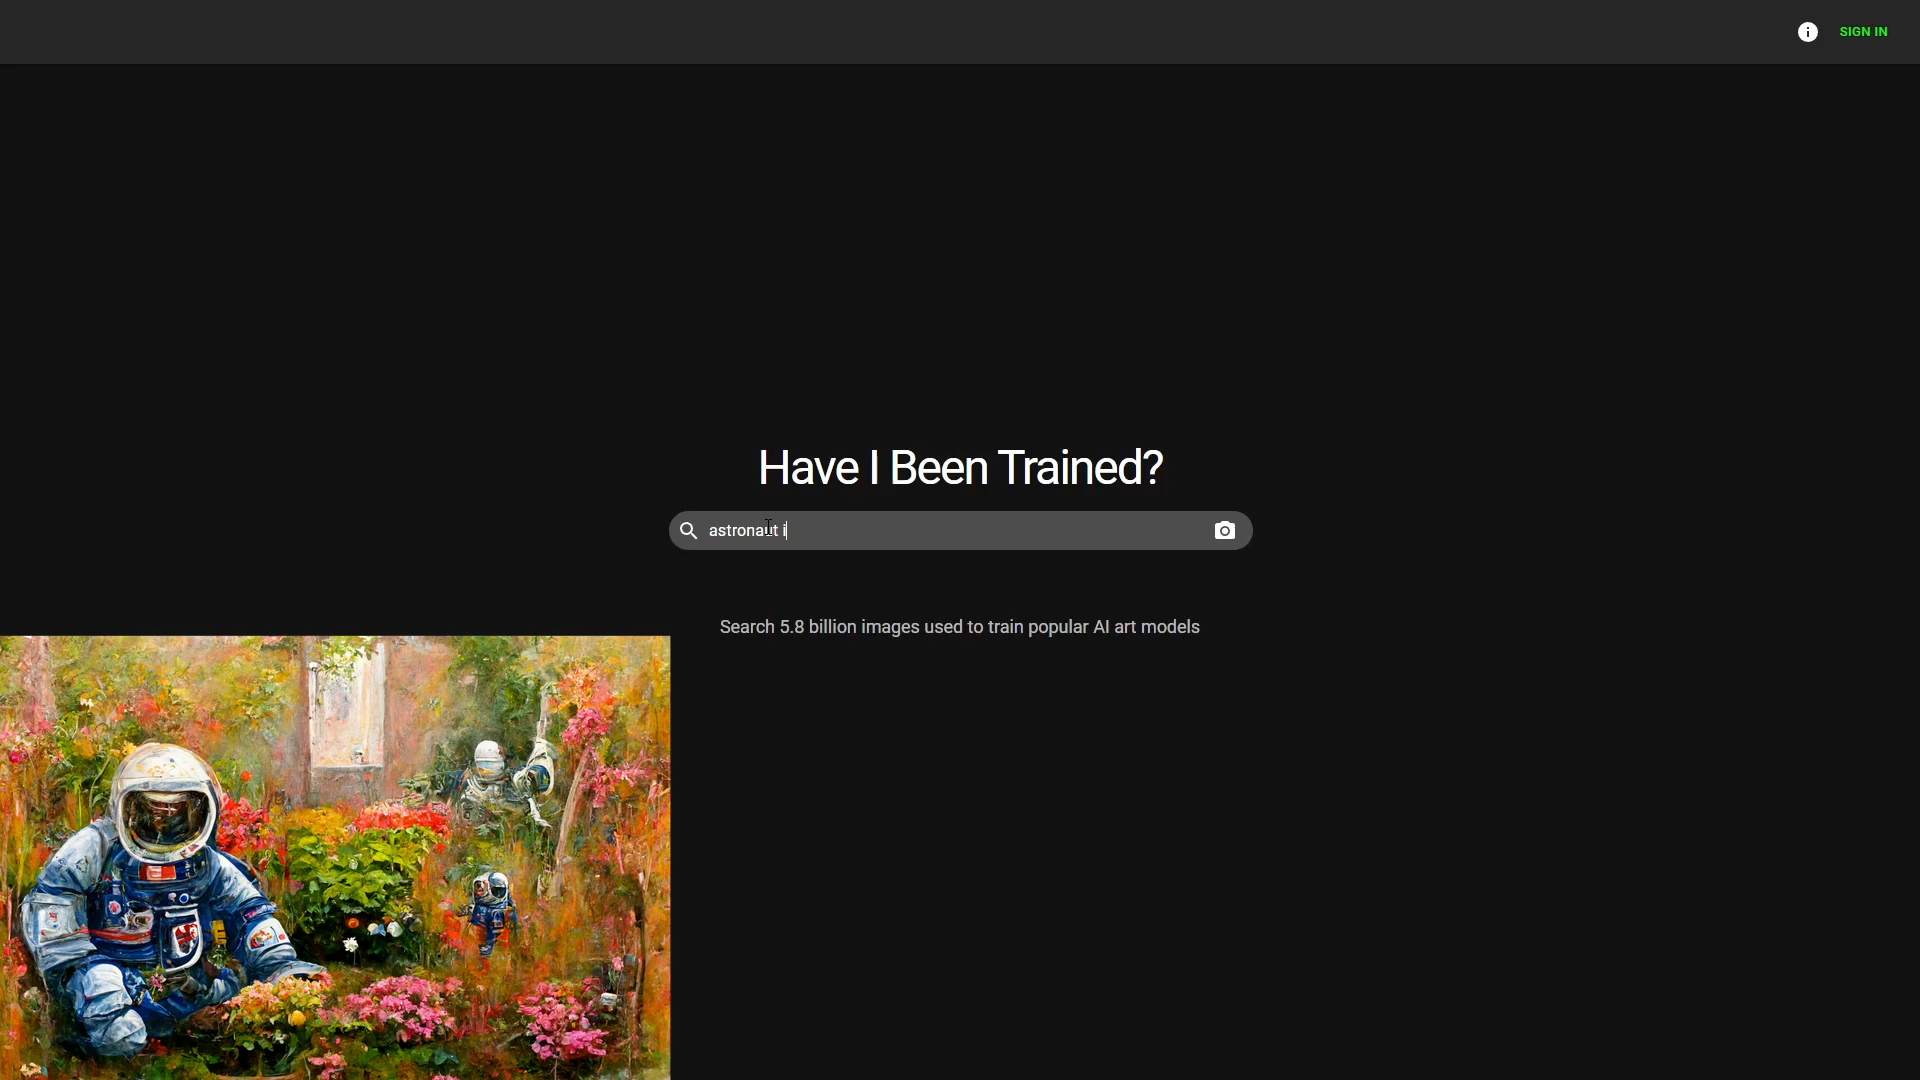 SIGN IN
Have I Been Trained?
astronaut i
Search 5.8 billion images used to train popular AI art models